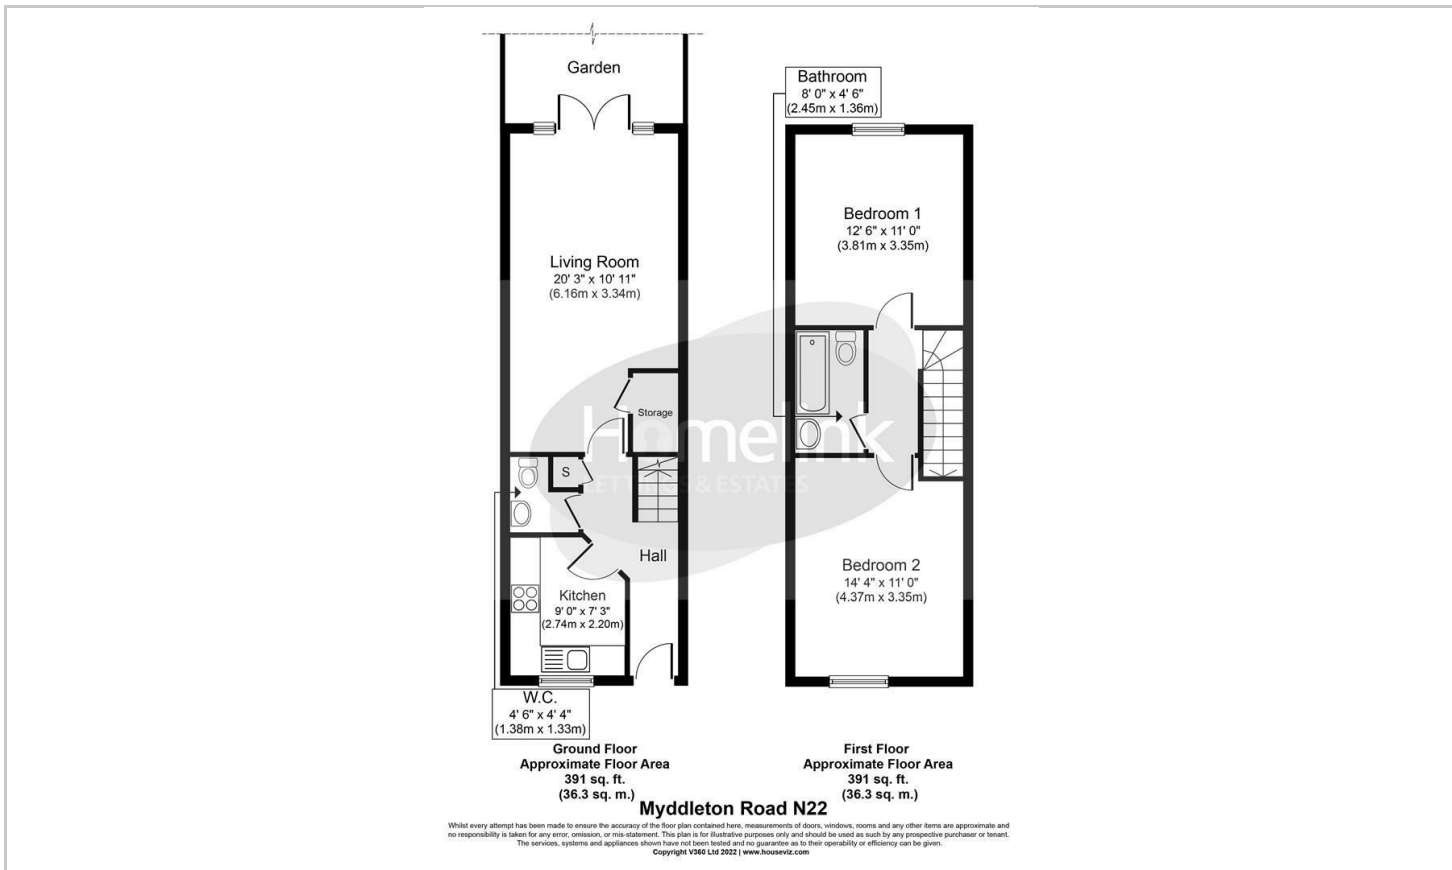 Garden
Living Room
20' 3" x 10' 11"
(6.16m x 3.34m)
Storage
S
Hall
Kitchen
9' 0" x 7' 3"
(2.74m x 2.20m)
W.C.
4' 6" x 4' 4"
(1.38m x 1.33m)
Ground Floor
Approximate Floor Area
391 sq. ft.
(36.3 sq. m.)
Bathroom
8' 0" x 4' 6"
(2.45m x 1.36m)
Bedroom 1
12' 6" x 11' 0"
(3.81m x 3.35m)
Bedroom 2
14' 4" x 11' 0"
(4.37m x 3.35m)
First Floor
Approximate Floor Area
391 sq. ft.
(36.3 sq. m.)
Homelink
LETTINGS & ESTATES
Myddleton Road N22
Whilst every attempt has been made to ensure the accuracy of the floor plan contained here, measurements of doors, windows, rooms and any other items are approximate and
no responsibility is taken for any error, omission, or mis-statement. This plan is for illustrative purposes only and should be used as such by any prospective purchaser or tenant.
The services, systems and appliances shown have not been tested and no guarantee as to their operability or efficiency can be given.
Copyright V360 Ltd 2022 | www.houseviz.com